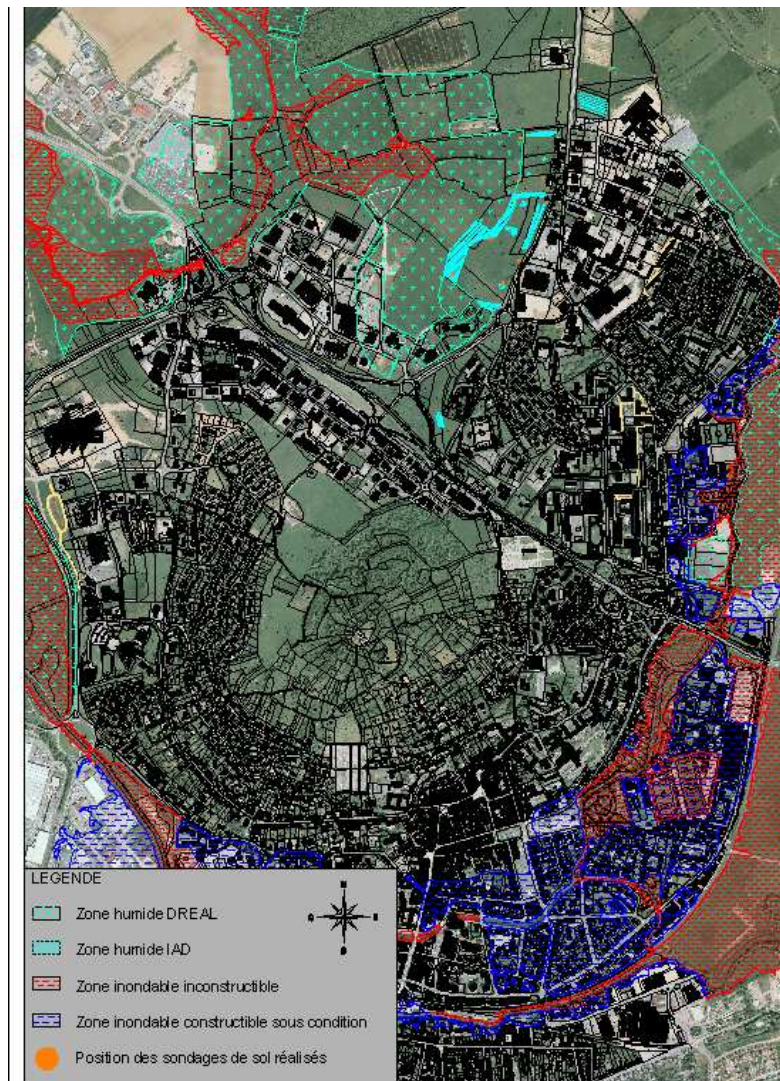 LEGENDE
Zone humide DREAL
Zone humide IAD
Zone inondable inconstructible
Zone inondable constructible sous condition
Position des sondages de sol réalisés